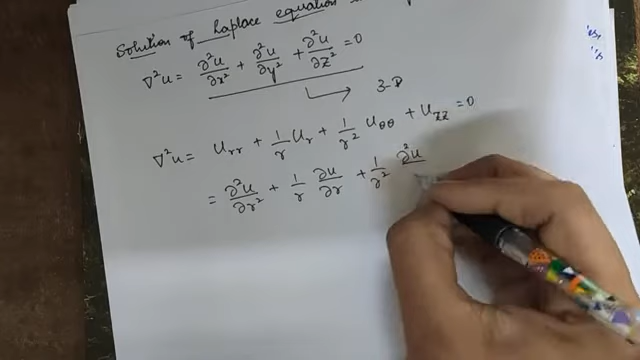 Solution of Laplace equation
∇²u = ∂²u/∂x² + ∂²u/∂y² + ∂²u/∂z² = 0
3-D
∇²u = u_rr + 1/r u_r + 1/r² u_θθ + u_zz = 0
= ∂²u/∂r² + 1/r ∂u/∂r + 1/r² ∂²u